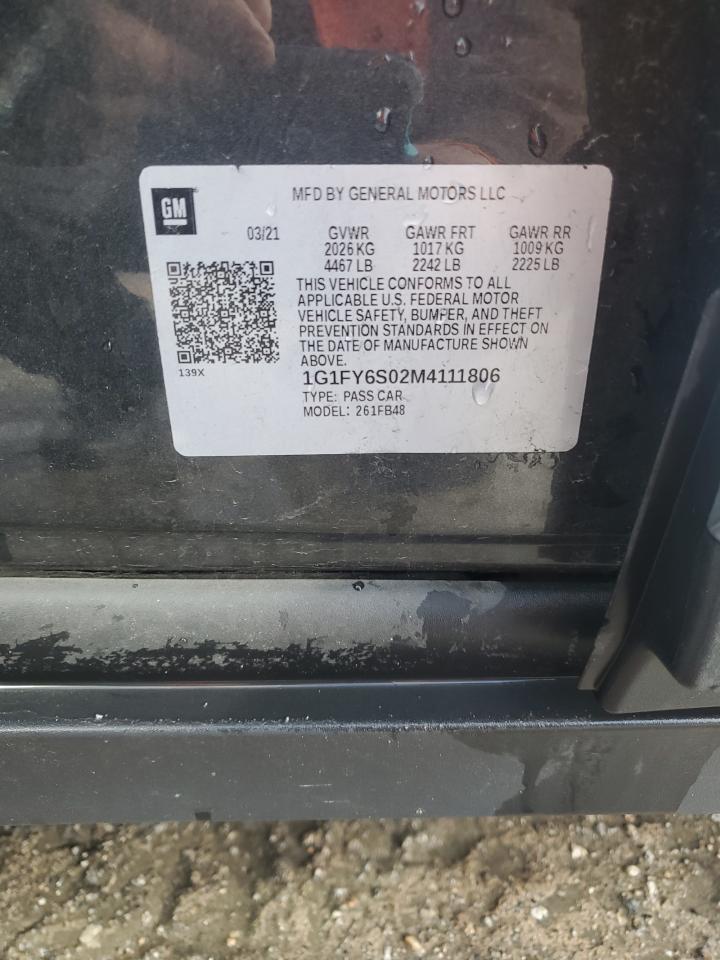 GM
MFD BY GENERAL MOTORS LLC
03/21 GVWR GAWR FRT GAWR RR
2026 KG 1017 KG 1009 KG
4467 LB 2242 LB 2225 LB
THIS VEHICLE CONFORMS TO ALL
APPLICABLE U.S. FEDERAL MOTOR
VEHICLE SAFETY, BUMPER, AND THEFT
PREVENTION STANDARDS IN EFFECT ON
THE DATE OF MANUFACTURE SHOWN
ABOVE.
139X
1G1FY6S02M4111806
TYPE: PASS CAR
MODEL: 261FB48